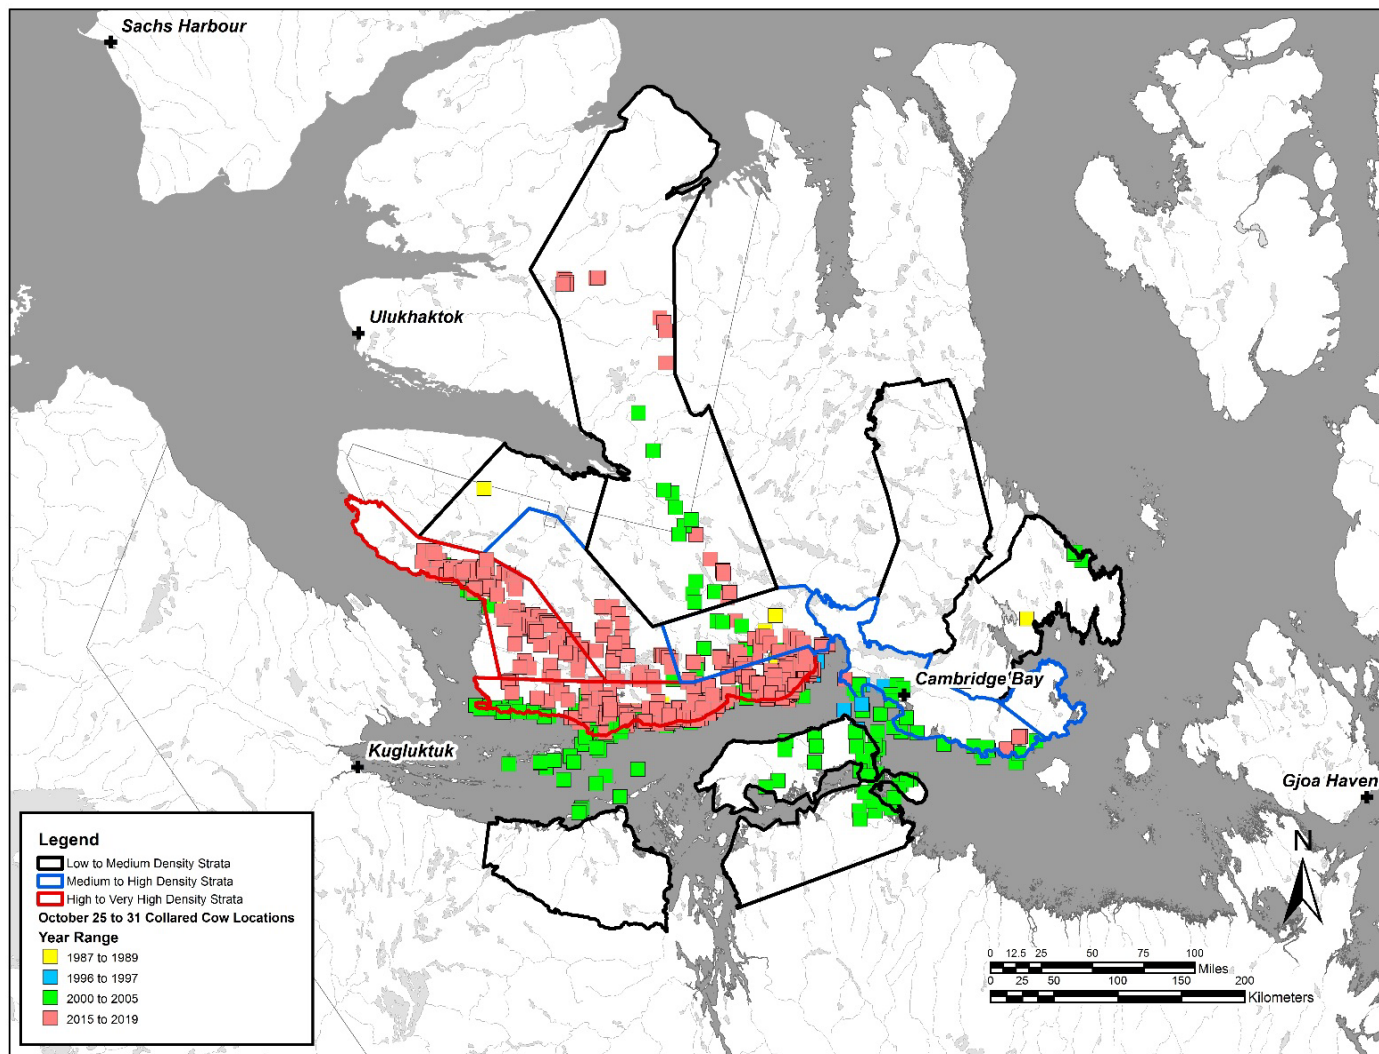 Sachs Harbour
Ulukhaktok
Cambridge Bay
Kugluktuk
Gjoa Haven
Legend
Low to Medium Density Strata
Medium to High Density Strata
High to Very High Density Strata
October 25 to 31 Collared Cow Locations
Year Range
1987 to 1989
1996 to 1997
2000 to 2005
2015 to 2019
N
0 12.5 25 50 75 100
Miles
0 25 50 100 150 200
Kilometers